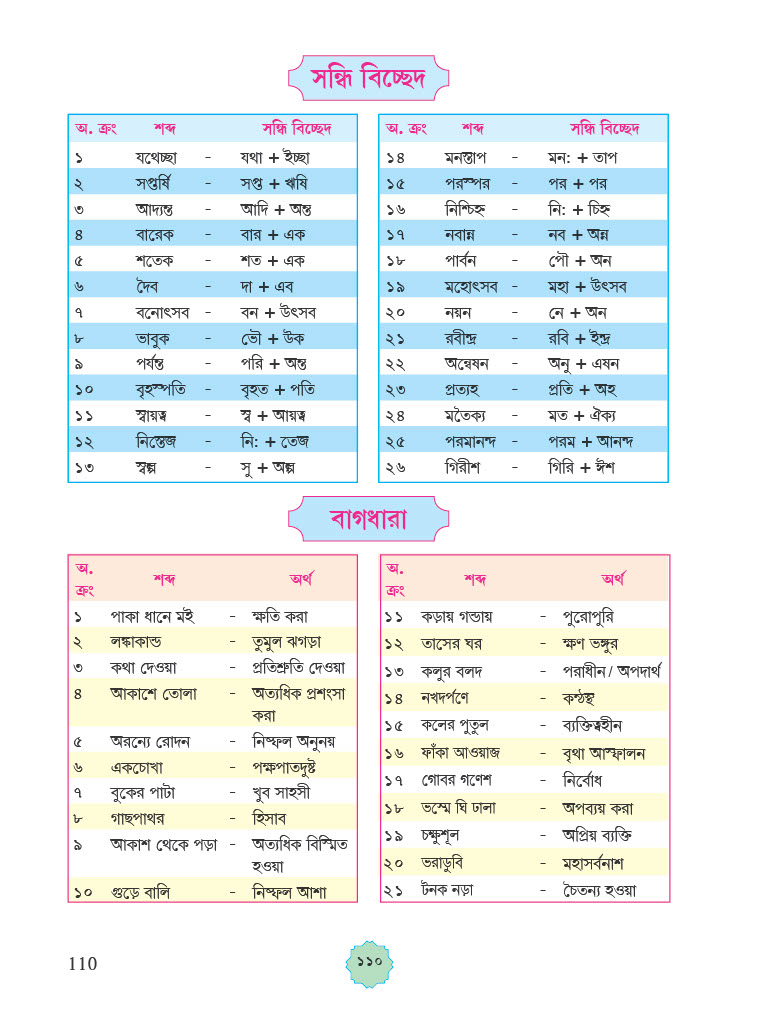 সন্ধি বিচ্ছেদ
অ. ক্রং শব্দ সন্ধি বিচ্ছেদ
১ যথেচ্ছা - যথা + ইচ্ছা
২ সপ্তর্ষি - সপ্ত + ঋষি
৩ আদ্যন্ত - আদি + অন্ত
৪ বারেক - বার + এক
৫ শতেক - শত + এক
৬ দৈব - দা + এব
৭ বনোৎসব - বন + উৎসব
৮ ভাবুক - ভৌ + উক
৯ পর্যন্ত - পরি + অন্ত
১০ বৃহস্পতি - বৃহত + পতি
১১ স্বায়ত্ব - স্ব + আয়ত্ব
১২ নিস্তেজ - নি: + তেজ
১৩ স্বল্প - সু + অল্প
অ. ক্রং শব্দ সন্ধি বিচ্ছেদ
১৪ মনস্তাপ - মন: + তাপ
১৫ পরস্পর - পর + পর
১৬ নিশ্চিহ্ন - নি: + চিহ্ন
১৭ নবান্ন - নব + অন্ন
১৮ পার্বন - পৌ + অন
১৯ মহোৎসব - মহা + উৎসব
২০ নয়ন - নে + অন
২১ রবীন্দ্র - রবি + ইন্দ্র
২২ অন্বেষন - অনু + এষন
২৩ প্রত্যহ - প্রতি + অহ
২৪ মতৈক্য - মত + ঐক্য
২৫ পরমানন্দ - পরম + আনন্দ
২৬ গিরীশ - গিরি + ঈশ
বাগধারা
অ.
ক্রং শব্দ অর্থ
১ পাকা ধানে মই - ক্ষতি করা
২ লঙ্কাকান্ড - তুমুল ঝগড়া
৩ কথা দেওয়া - প্রতিশ্রুতি দেওয়া
৪ আকাশে তোলা - অত্যধিক প্রশংসা
করা
৫ অরন্যে রোদন - নিষ্ফল অনুনয়
৬ একচোখা - পক্ষপাতদুষ্ট
৭ বুকের পাটা - খুব সাহসী
৮ গাছপাথর - হিসাব
৯ আকাশ থেকে পড়া - অত্যধিক বিস্মিত
হওয়া
১০ গুড়ে বালি - নিষ্ফল আশা
অ.
ক্রং শব্দ অর্থ
১১ কড়ায় গন্ডায় - পুরোপুরি
১২ তাসের ঘর - ক্ষণ ভঙ্গুর
১৩ কলুর বলদ - পরাধীন / অপদার্থ
১৪ নখদর্পণে - কন্ঠস্থ
১৫ কলের পুতুল - ব্যক্তিত্বহীন
১৬ ফাঁকা আওয়াজ - বৃথা আস্ফালন
১৭ গোবর গণেশ - নির্বোধ
১৮ ভস্মে ঘি ঢালা - অপব্যয় করা
১৯ চক্ষুশূল - অপ্রিয় ব্যক্তি
২০ ভরাডুবি - মহাসর্বনাশ
২১ টনক নড়া - চৈতন্য হওয়া
110
১১০